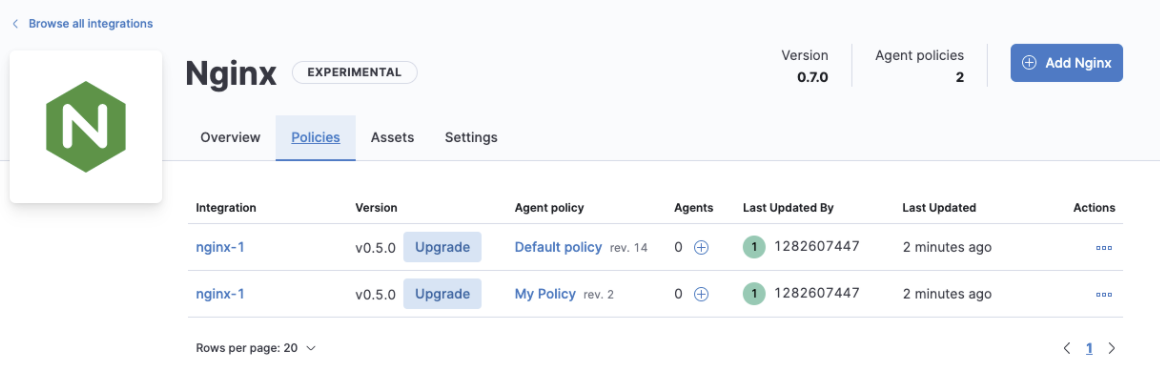 Browse all integrations
N
Nginx EXPERIMENTAL
Version 0.7.0
Agent policies 2
Add Nginx
Overview Policies Assets Settings
Integration Version Agent policy Agents Last Updated By Last Updated Actions
nginx-1 v0.5.0 Upgrade Default policy rev. 14 0 1 1282607447 2 minutes ago
nginx-1 v0.5.0 Upgrade My Policy rev. 2 0 1 1282607447 2 minutes ago
Rows per page: 20 1